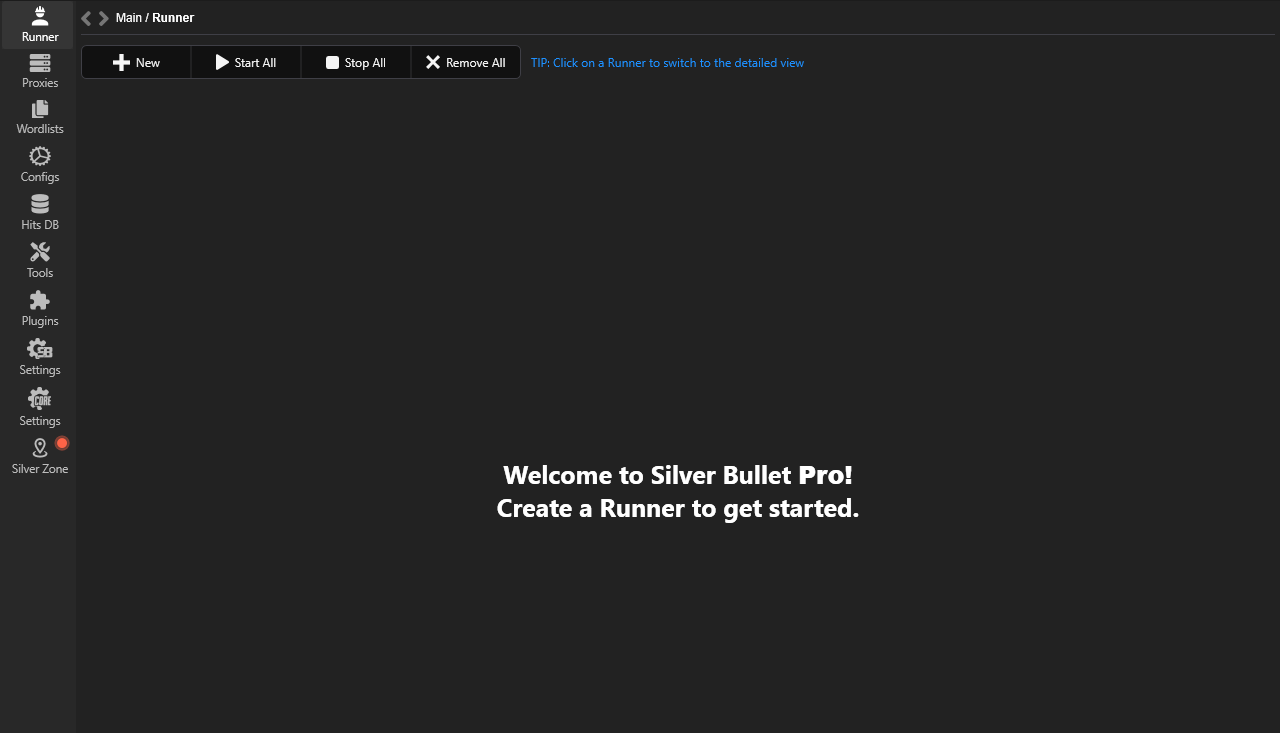 Main / Runner
Runner
Proxies
Wordlists
Configs
Hits DB
Tools
Plugins
SB
Settings
CORE
Settings
Silver Zone
New
Start All
Stop All
Remove All
TIP: Click on a Runner to switch to the detailed view
Welcome to Silver Bullet Pro!
Create a Runner to get started.